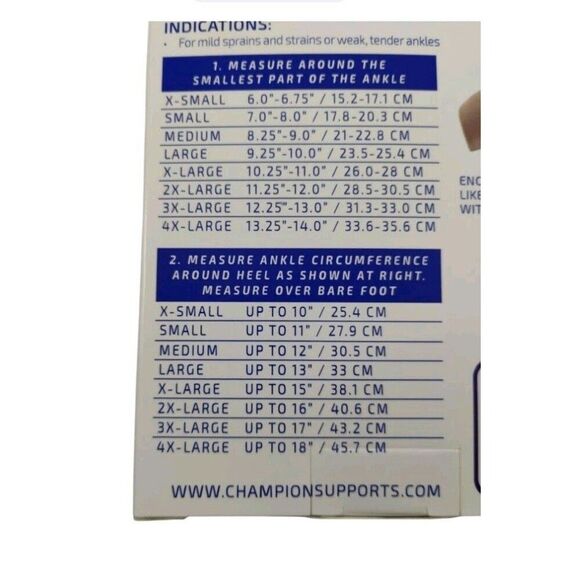 INDICATIONS:
• For mild sprains and strains or weak, tender ankles
1. MEASURE AROUND THE
SMALLEST PART OF THE ANKLE
X-SMALL 6.0"-6.75" / 15.2-17.1 CM
SMALL 7.0"-8.0" / 17.8-20.3 CM
MEDIUM 8.25"-9.0" / 21-22.8 CM
LARGE 9.25"-10.0" / 23.5-25.4 CM
X-LARGE 10.25"-11.0" / 26.0-28 CM
2X-LARGE 11.25"-12.0" / 28.5-30.5 CM
3X-LARGE 12.25"-13.0" / 31.3-33.0 CM
4X-LARGE 13.25"-14.0" / 33.6-35.6 CM
2. MEASURE ANKLE CIRCUMFERENCE
AROUND HEEL AS SHOWN AT RIGHT.
MEASURE OVER BARE FOOT
X-SMALL UP TO 10" / 25.4 CM
SMALL UP TO 11" / 27.9 CM
MEDIUM UP TO 12" / 30.5 CM
LARGE UP TO 13" / 33 CM
X-LARGE UP TO 15" / 38.1 CM
2X-LARGE UP TO 16" / 40.6 CM
3X-LARGE UP TO 17" / 43.2 CM
4X-LARGE UP TO 18" / 45.7 CM
WWW.CHAMPIONSUPPORTS.COM